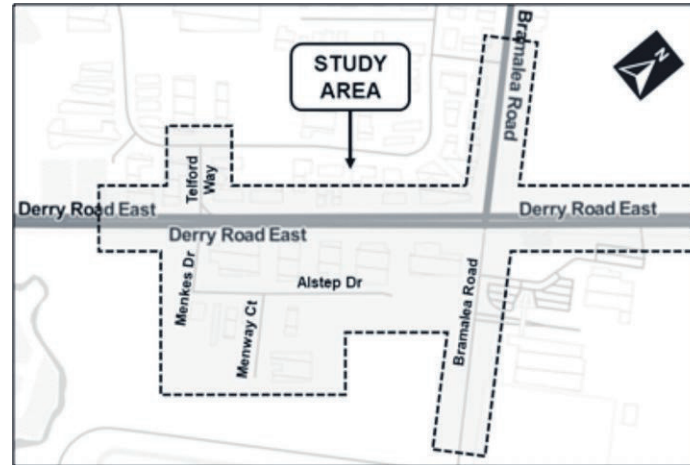 STUDY
AREA
Bramalea Road
N
Telford
Way
Derry Road East
Derry Road East
Derry Road East
Menkes Dr
Alstep Dr
Menway Ct
Bramalea Road